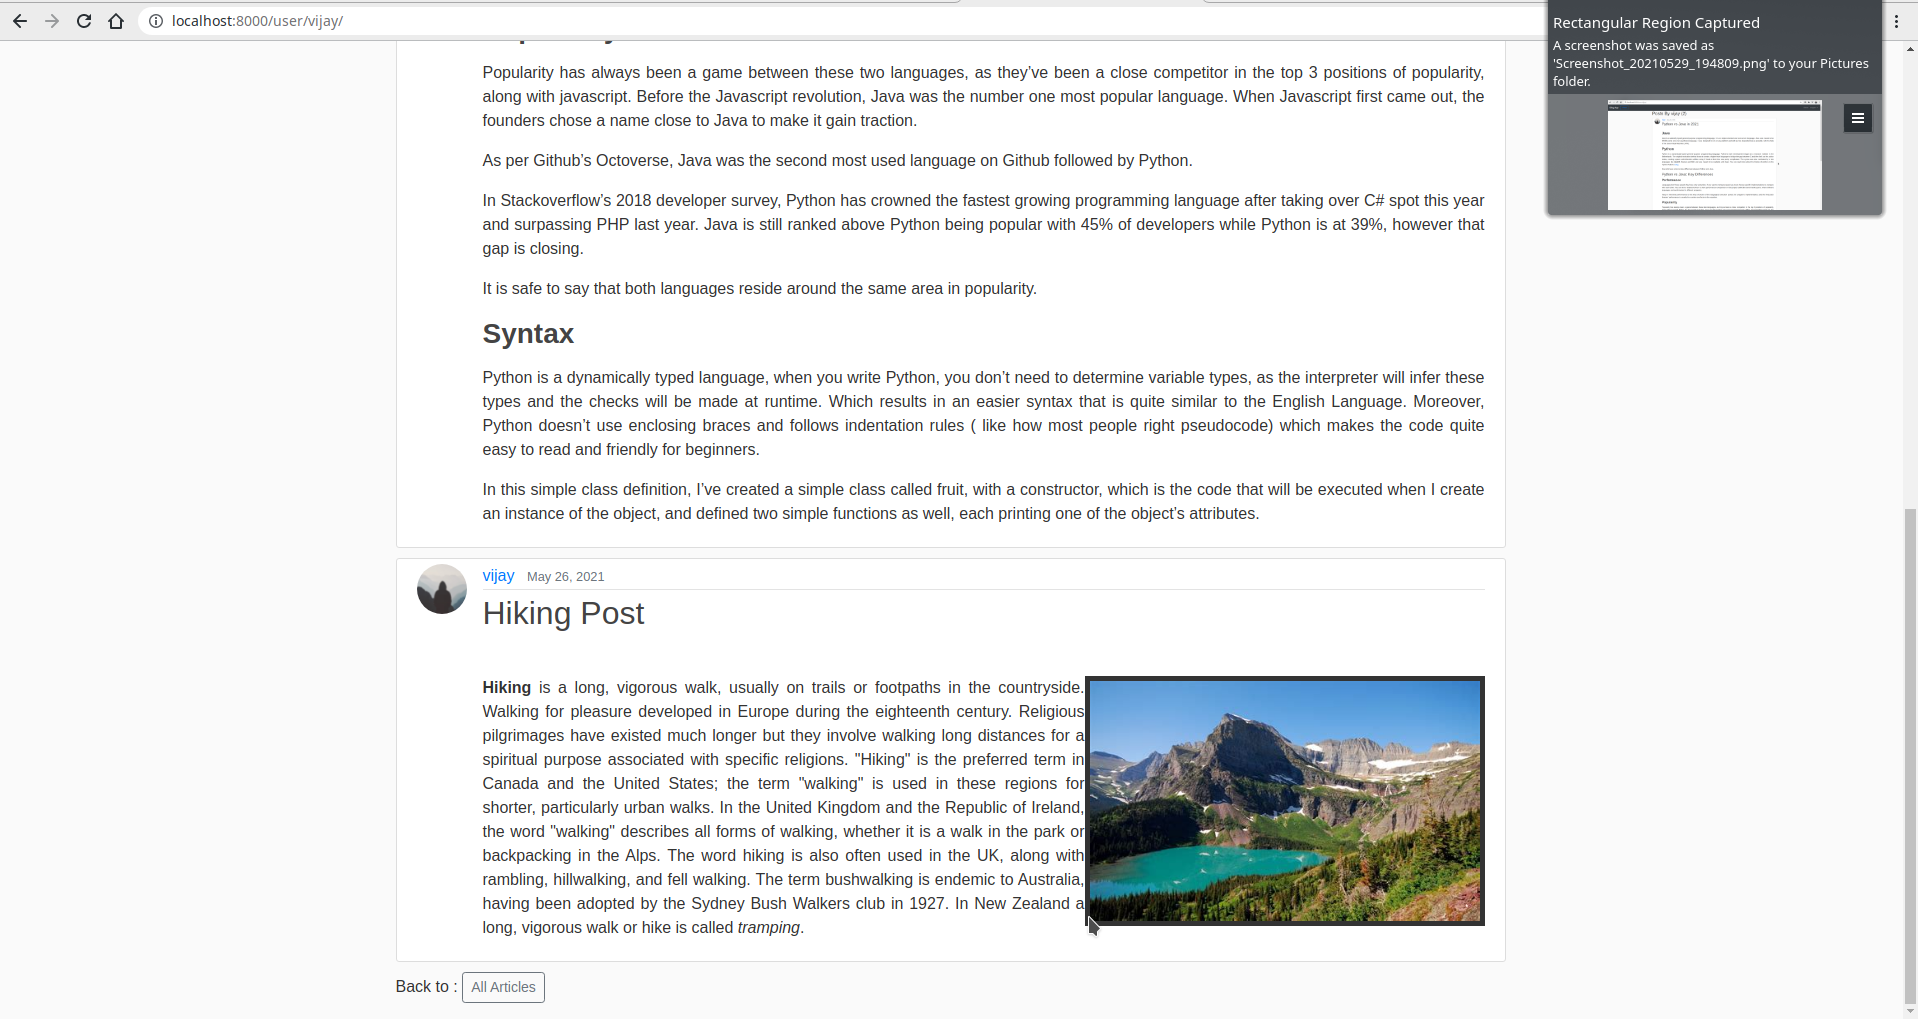 localhost:8000/user/vijay/
Rectangular Region Captured
A screenshot was saved as
'Screenshot_20210529_194809.png' to your Pictures
folder.
Popularity has always been a game between these two languages, as they’ve been a close competitor in the top 3 positions of popularity,
along with javascript. Before the Javascript revolution, Java was the number one most popular language. When Javascript first came out, the
founders chose a name close to Java to make it gain traction.
As per Github’s Octoverse, Java was the second most used language on Github followed by Python.
In Stackoverflow’s 2018 developer survey, Python has crowned the fastest growing programming language after taking over C# spot this year
and surpassing PHP last year. Java is still ranked above Python being popular with 45% of developers while Python is at 39%, however that
gap is closing.
It is safe to say that both languages reside around the same area in popularity.
Syntax
Python is a dynamically typed language, when you write Python, you don’t need to determine variable types, as the interpreter will infer these
types and the checks will be made at runtime. Which results in an easier syntax that is quite similar to the English Language. Moreover,
Python doesn’t use enclosing braces and follows indentation rules ( like how most people right pseudocode) which makes the code quite
easy to read and friendly for beginners.
In this simple class definition, I’ve created a simple class called fruit, with a constructor, which is the code that will be executed when I create
an instance of the object, and defined two simple functions as well, each printing one of the object’s attributes.
vijay May 26, 2021
Hiking Post
Hiking is a long, vigorous walk, usually on trails or footpaths in the countryside.
Walking for pleasure developed in Europe during the eighteenth century. Religious
pilgrimages have existed much longer but they involve walking long distances for a
spiritual purpose associated with specific religions. "Hiking" is the preferred term in
Canada and the United States; the term "walking" is used in these regions for
shorter, particularly urban walks. In the United Kingdom and the Republic of Ireland,
the word "walking" describes all forms of walking, whether it is a walk in the park or
backpacking in the Alps. The word hiking is also often used in the UK, along with
rambling, hillwalking, and fell walking. The term bushwalking is endemic to Australia,
having been adopted by the Sydney Bush Walkers club in 1927. In New Zealand a
long, vigorous walk or hike is called tramping.
Back to : All Articles